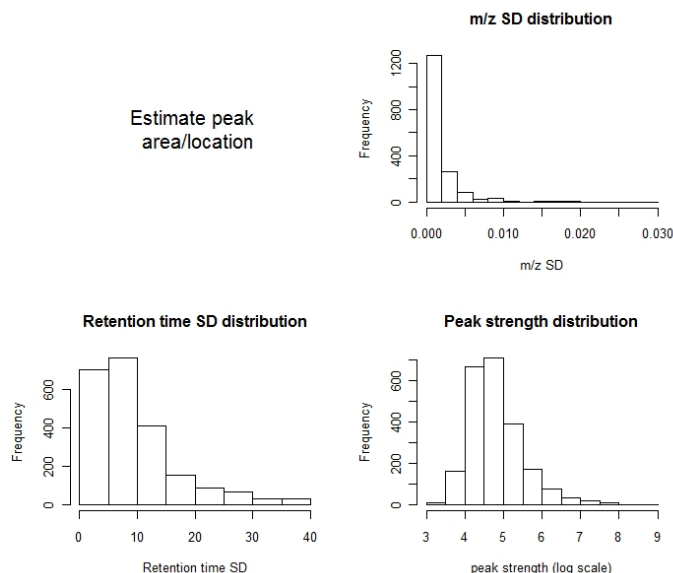 Estimate peak
area/location
m/z SD distribution
Frequency
0 400 800 1200
0.000 0.010 0.020 0.030
m/z SD
Retention time SD distribution
Frequency
0 200 400 600
0 10 20 30 40
Retention time SD
Peak strength distribution
Frequency
0 200 400 600
3 4 5 6 7 8 9
peak strength (log scale)